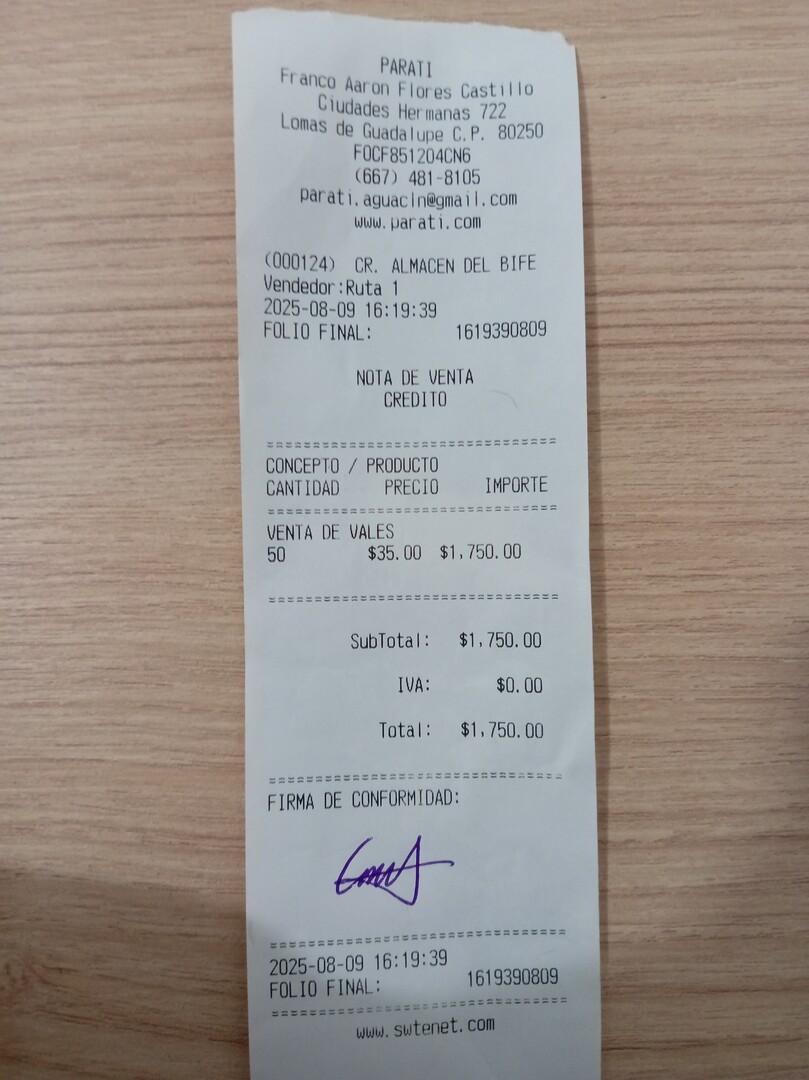 PARATI
Franco Aaron Flores Castillo
Ciudades Hermanas 722
Lomas de Guadalupe C.P. 80250
FOCF851204CN6
(667) 481-8105
parati.aguacln@gmail.com
www.parati.com
(000124) CR. ALMACEN DEL BIFE
Vendedor:Ruta 1
2025-08-09 16:19:39
FOLIO FINAL: 1619390809
NOTA DE VENTA
CREDITO
================================
CONCEPTO / PRODUCTO
CANTIDAD PRECIO IMPORTE
================================
VENTA DE VALES
50 $35.00 $1,750.00
================================
SubTotal: $1,750.00
IVA: $0.00
Total: $1,750.00
================================
FIRMA DE CONFORMIDAD:
================================
2025-08-09 16:19:39
FOLIO FINAL: 1619390809
================================
www.swtenet.com